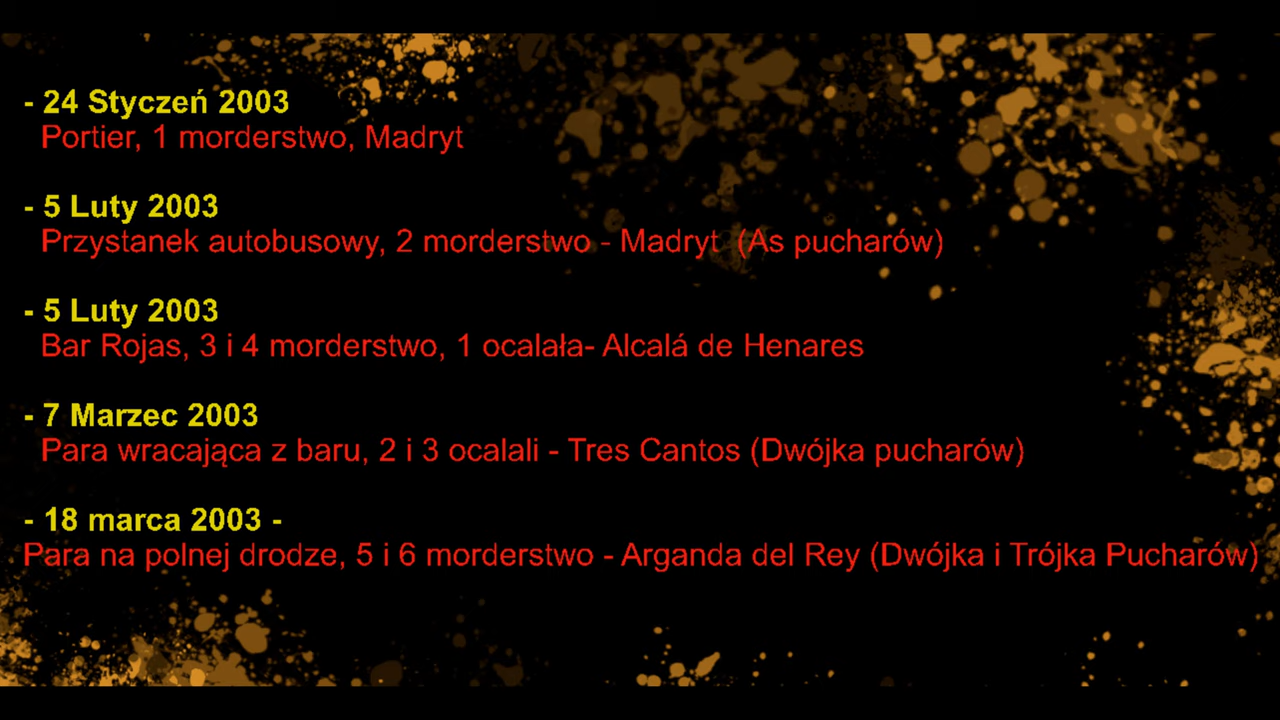 - 24 Styczeń 2003
Portier, 1 morderstwo, Madryt
- 5 Luty 2003
Przystanek autobusowy, 2 morderstwo - Madryt (As pucharów)
- 5 Luty 2003
Bar Rojas, 3 i 4 morderstwo, 1 ocalała- Alcalá de Henares
- 7 Marzec 2003
Para wracająca z baru, 2 i 3 ocalali - Tres Cantos (Dwójka pucharów)
- 18 marca 2003 -
Para na polnej drodze, 5 i 6 morderstwo - Arganda del Rey (Dwójka i Trójka Pucharów)